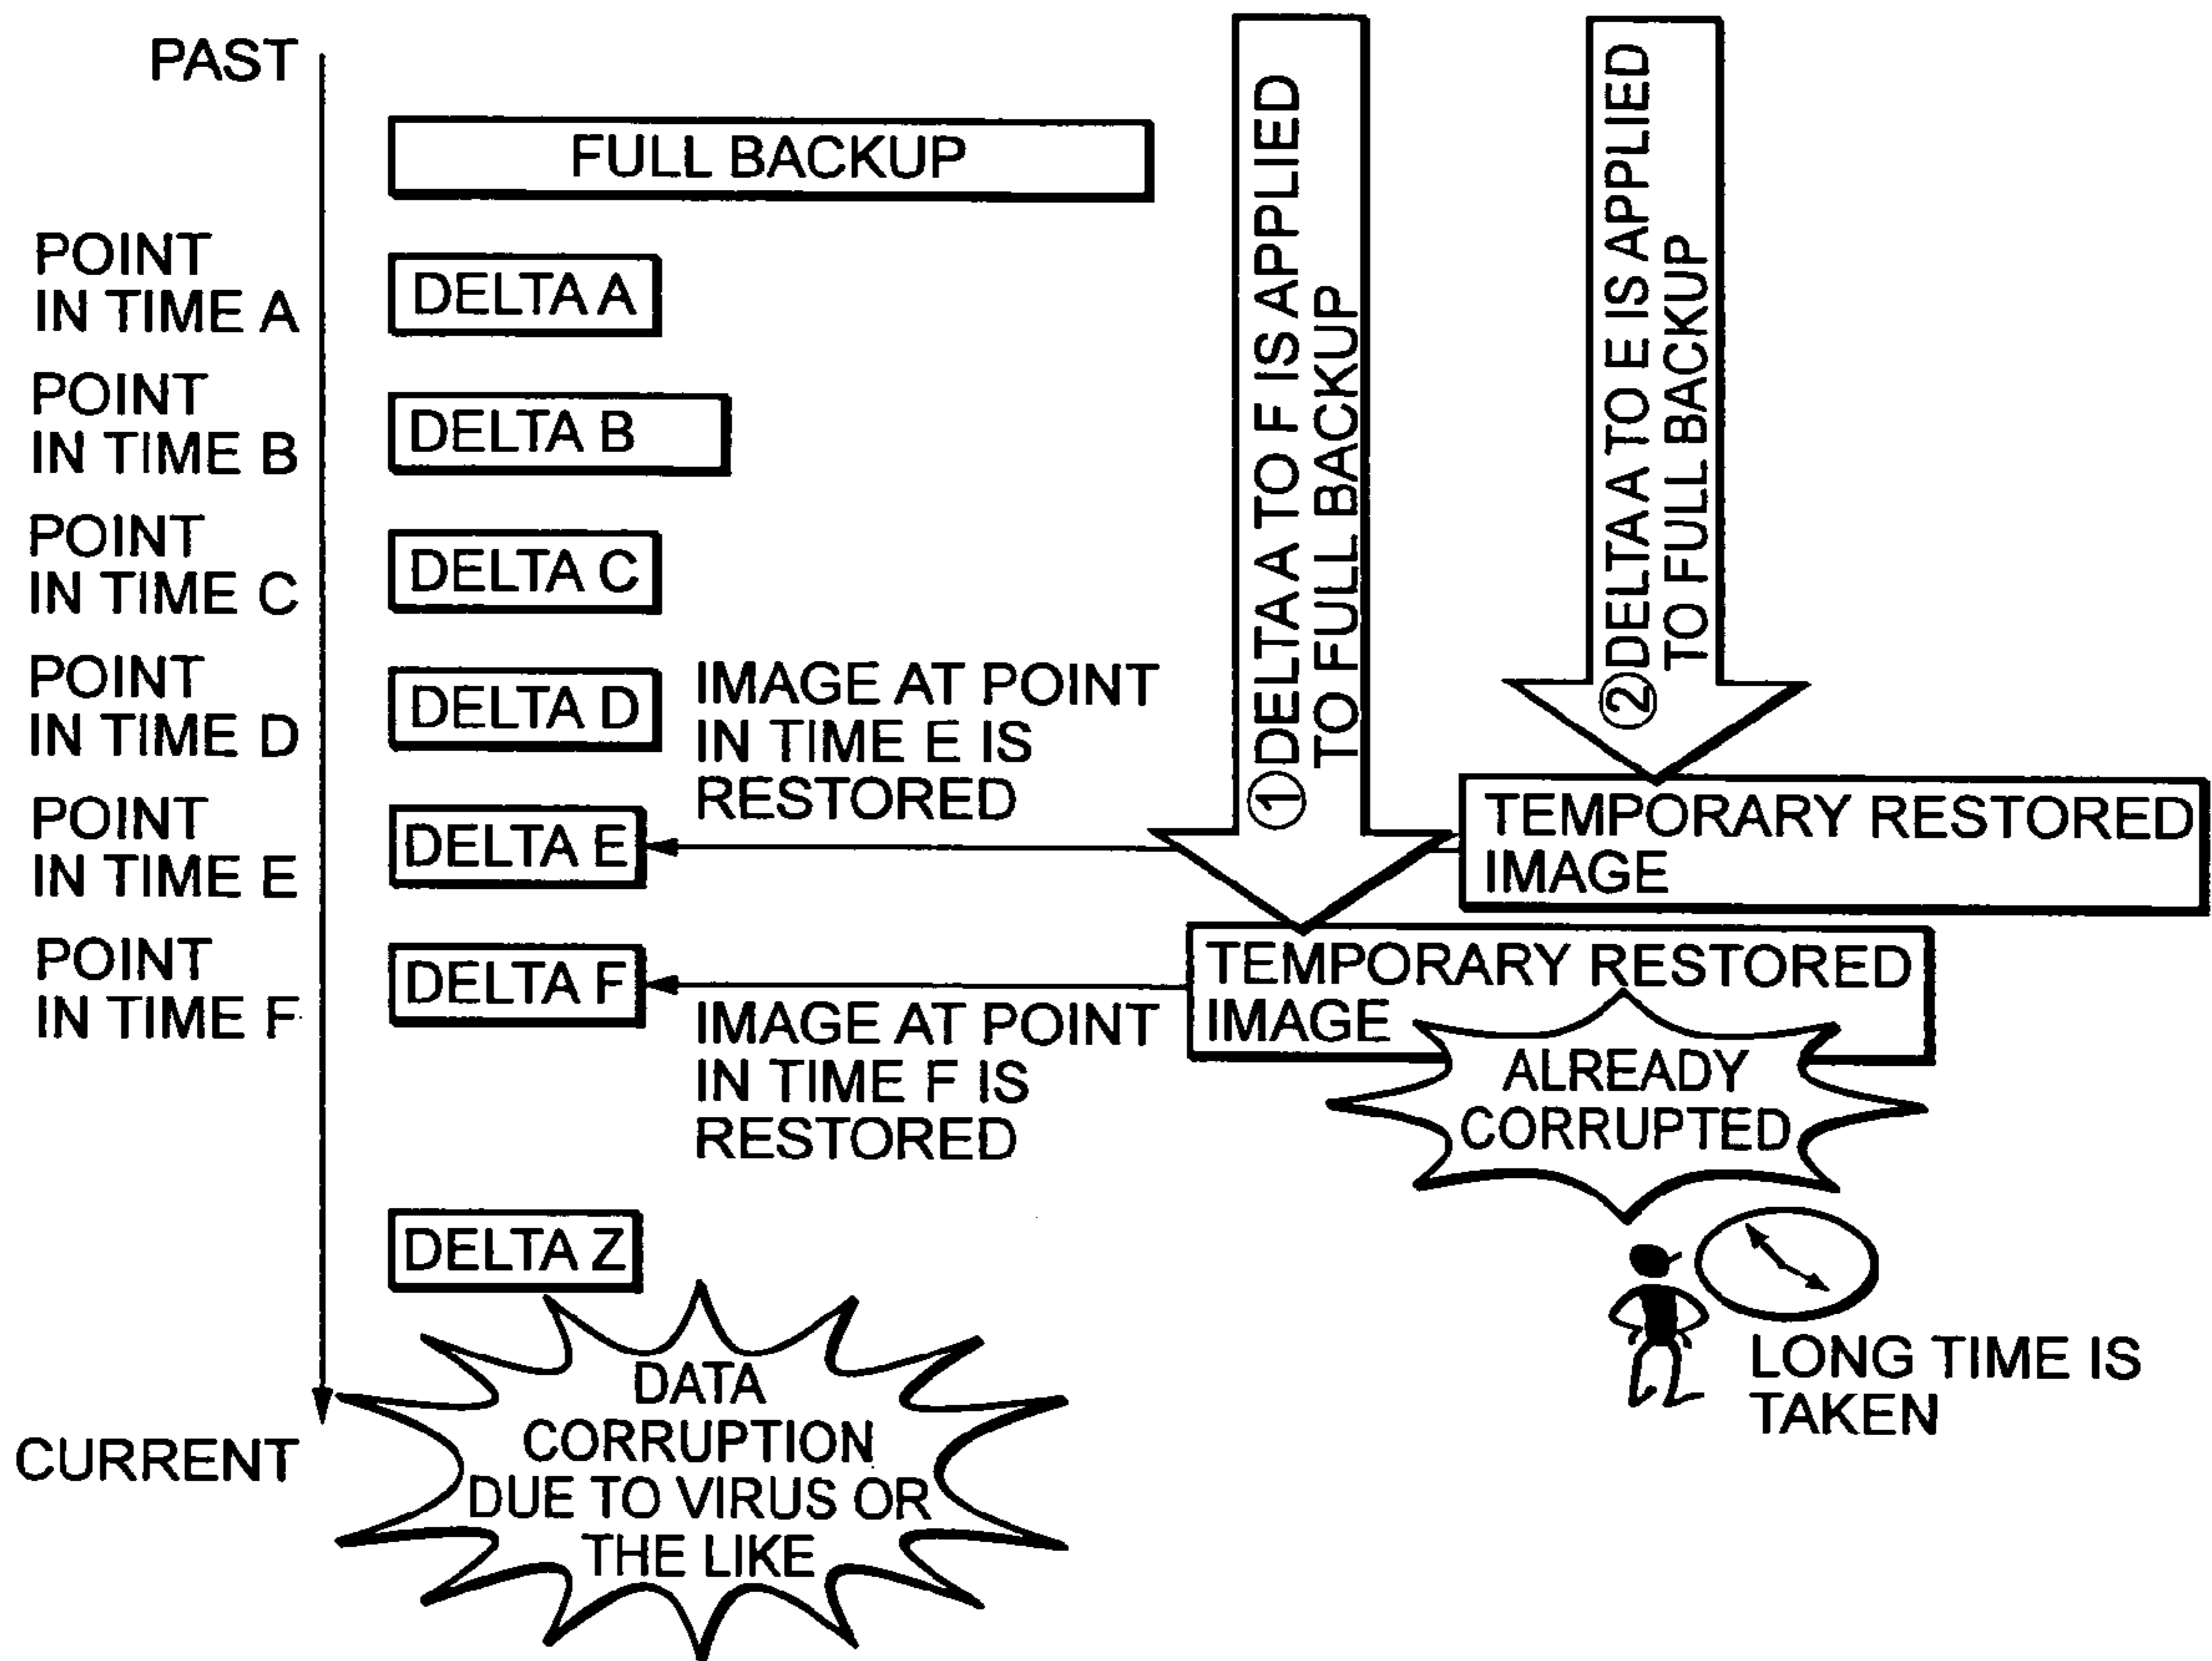 PAST
FULL BACKUP
POINT
IN TIME A
DELTA A
POINT
IN TIME B
DELTA B
POINT
IN TIME C
DELTA C
POINT
IN TIME D
DELTA D
IMAGE AT POINT
IN TIME E IS
RESTORED
POINT
IN TIME E
DELTA E
POINT
IN TIME F
DELTA F
IMAGE AT POINT
IN TIME F IS
RESTORED
DELTA Z
DATA
CORRUPTION
DUE TO VIRUS OR
THE LIKE
CURRENT
①DELTA A TO F IS APPLIED
TO FULL BACKUP
②DELTA A TO E IS APPLIED
TO FULL BACKUP
TEMPORARY RESTORED
IMAGE
TEMPORARY RESTORED
IMAGE
ALREADY
CORRUPTED
LONG TIME IS
TAKEN